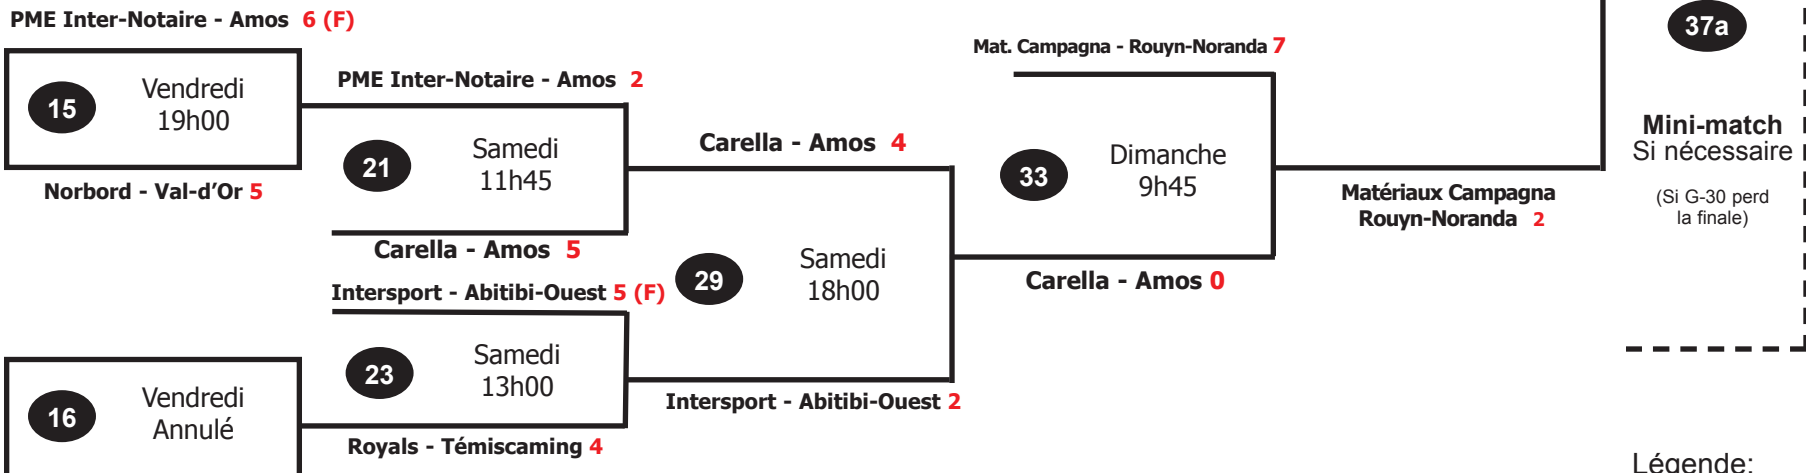 PME Inter-Notaire - Amos 6 (F)
15
Vendredi
19h00
Norbord - Val-d'Or 5
PME Inter-Notaire - Amos 2
21
Samedi
11h45
Carella - Amos 5
Intersport - Abitibi-Ouest 5 (F)
23
Samedi
13h00
16
Vendredi
Annulé
Royals - Témiscaming 4
Carella - Amos 4
29
Samedi
18h00
Intersport - Abitibi-Ouest 2
Mat. Campagna - Rouyn-Noranda 7
33
Dimanche
9h45
Carella - Amos 0
Matériaux Campagna
Rouyn-Noranda 2
37a
Mini-match
Si nécessaire
(Si G-30 perd
la finale)
Légende: